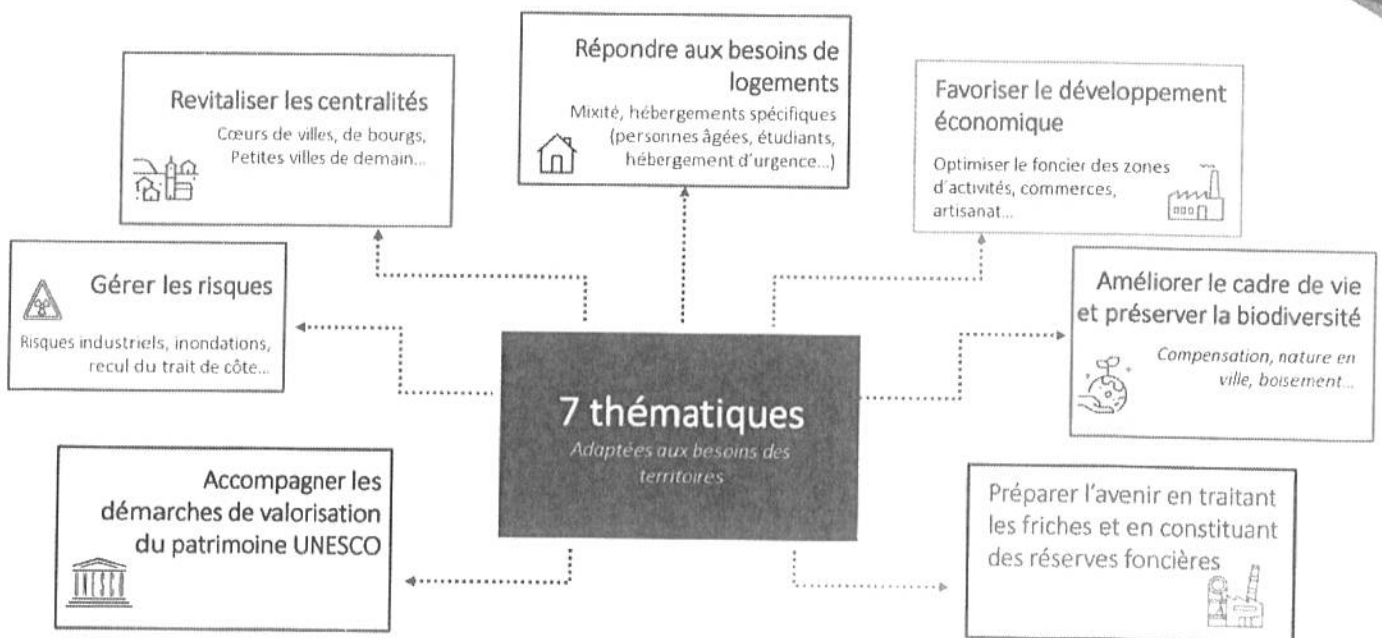 Répondre aux besoins de
logements
Mixité, hébergements spécifiques
(personnes âgées, étudiants,
hébergement d'urgence...)
Revitaliser les centralités
Cœurs de villes, de bourgs,
Petites villes de demain...
Favoriser le développement
économique
Optimiser le foncier des zones
d'activités, commerces,
artisanat...
Gérer les risques
Risques industriels, inondations,
recul du trait de côte...
Améliorer le cadre de vie
et préserver la biodiversité
Compensation, nature en
ville, boisement...
7 thématiques
Adaptées aux besoins des
territoires
Accompagner les
démarches de valorisation
du patrimoine UNESCO
Préparer l'avenir en traitant
les friches et en constituant
des réserves foncières